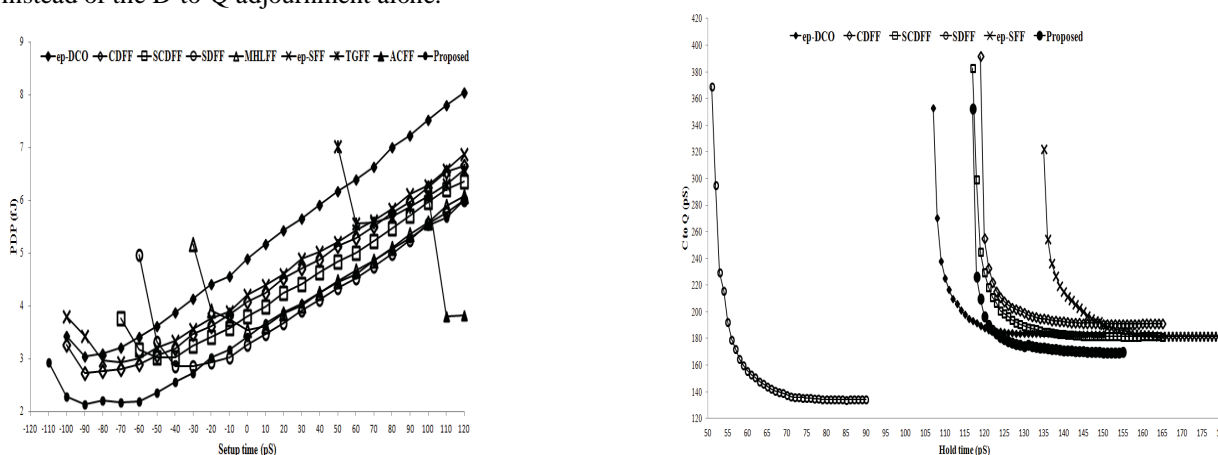 instead of the D-to-Q adjournment alone.
ep-DCO CDFF SCDFF SDFF MHLFF ep-SFF TGFF ACFF Proposed
PDP (fJ)
9
8
7
6
5
4
3
2
-120 -110 -100 -90 -80 -70 -60 -50 -40 -30 -20 -10 0 10 20 30 40 50 60 70 80 90 100 110 120
Setup time (pS)
ep-DCO CDFF SCDFF SDFF ep-SFF Proposed
C to Q (pS)
420
400
380
360
340
320
300
280
260
240
220
200
180
160
140
120
50 55 60 65 70 75 80 85 90 95 100 105 110 115 120 125 130 135 140 145 150 155 160 165 170 175
Hold time (pS)